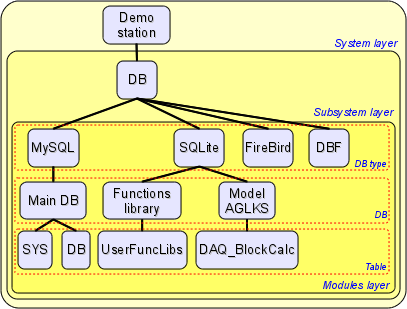 Demo
station
System layer
DB
Subsystem layer
MySQL
SQLite
FireBird
DBF
DB type
Main DB
Functions
library
Model
AGLKS
DB
SYS
DB
UserFuncLibs
DAQ_BlockCalc
Table
Modules layer